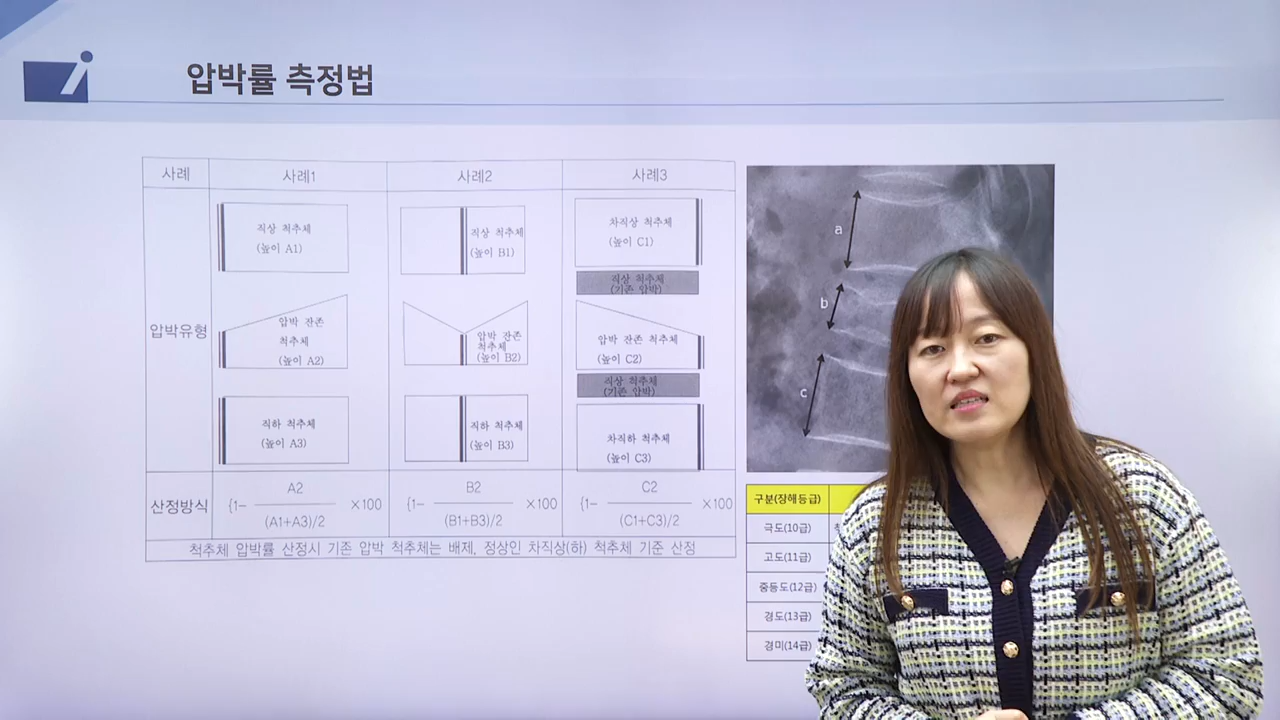 압박률 측정법
사례 사례1 사례2 사례3
압박유형
직상 척추체
(높이 A1)
압박 잔존
척추체
(높이 A2)
직하 척추체
(높이 A3)
직상 척추체
(높이 B1)
압박 잔존
척추체
(높이 B2)
직하 척추체
(높이 B3)
차직상 척추체
(높이 C1)
직상 척추체
(기존 압박)
압박 잔존 척추체
(높이 C2)
직상 척추체
(기존 압박)
차직하 척추체
(높이 C3)
산정방식
A2
{1- ×100
(A1+A3)/2
B2
{1- ×100
(B1+B3)/2
C2
{1- ×100
(C1+C3)/2
척추체 압박률 산정시 기존 압박 척추체는 배제, 정상인 차직상(하) 척추체 기준 산정
a
b
c
구분(장해등급)
극도(10급)
고도(11급)
중등도(12급)
경도(13급)
경미(14급)